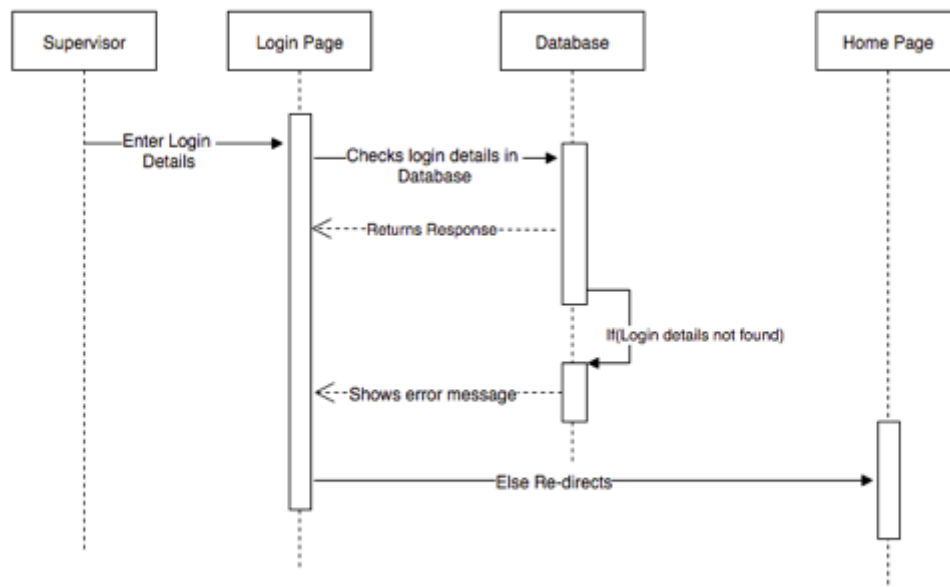 Supervisor
Login Page
Database
Home Page
Enter Login
Details
Checks login details in
Database
Returns Response
If(Login details not found)
Shows error message
Else Re-directs